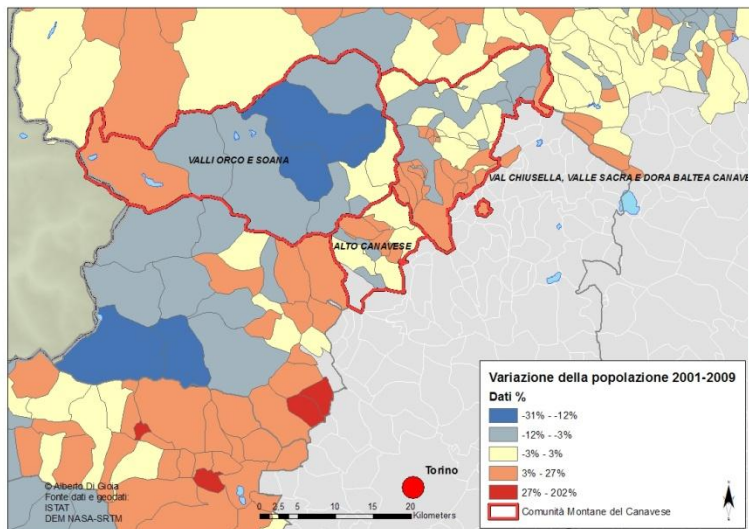 VALLI ORCO E SOANA
VAL CHIUSELLA, VALLE SACRA E DORA BALTEA CANAVE
ALTO CANAVESE
Torino
© Alberto Di Gioia
Fonte dati e geodati:
ISTAT
DEM NASA-SRTM
0 2,5 5 10 15 20
Kilometers
Variazione della popolazione 2001-2009
Dati %
-31% - -12%
-12% - -3%
-3% - 3%
3% - 27%
27% - 202%
Comunità Montane del Canavese
N